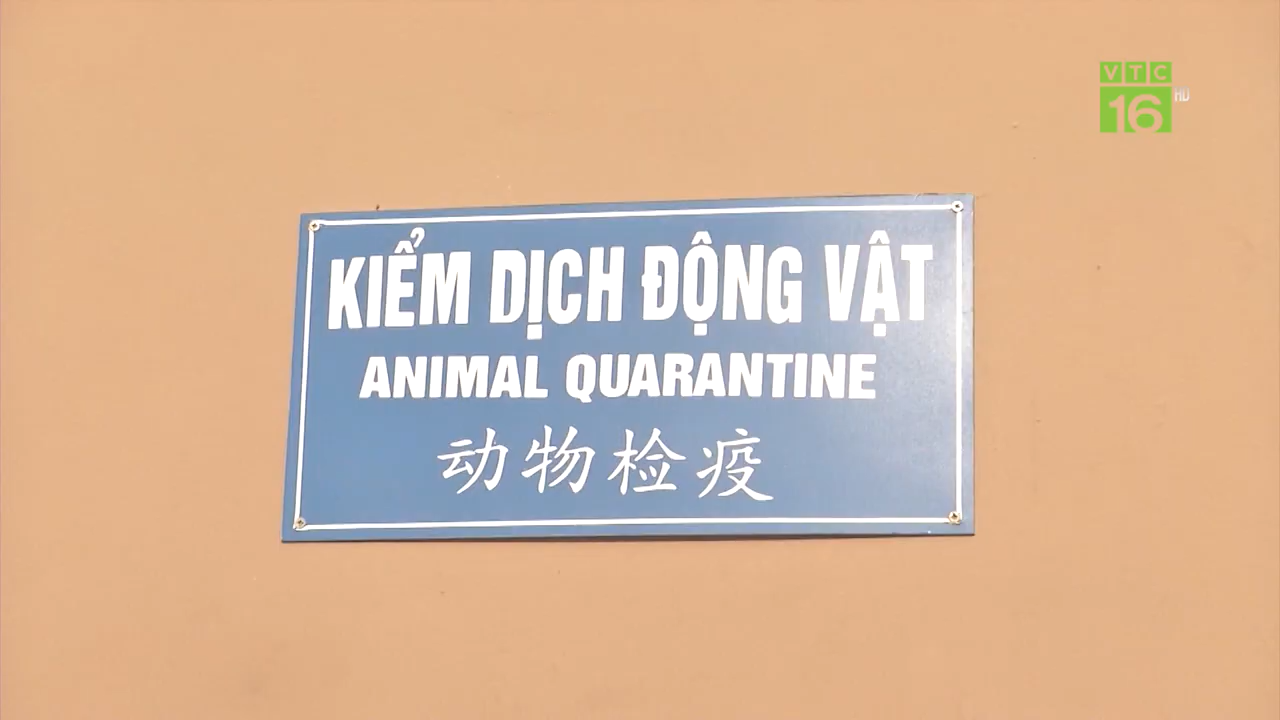 VTC
16 HD
KIỂM DỊCH ĐỘNG VẬT
ANIMAL QUARANTINE
动物检疫